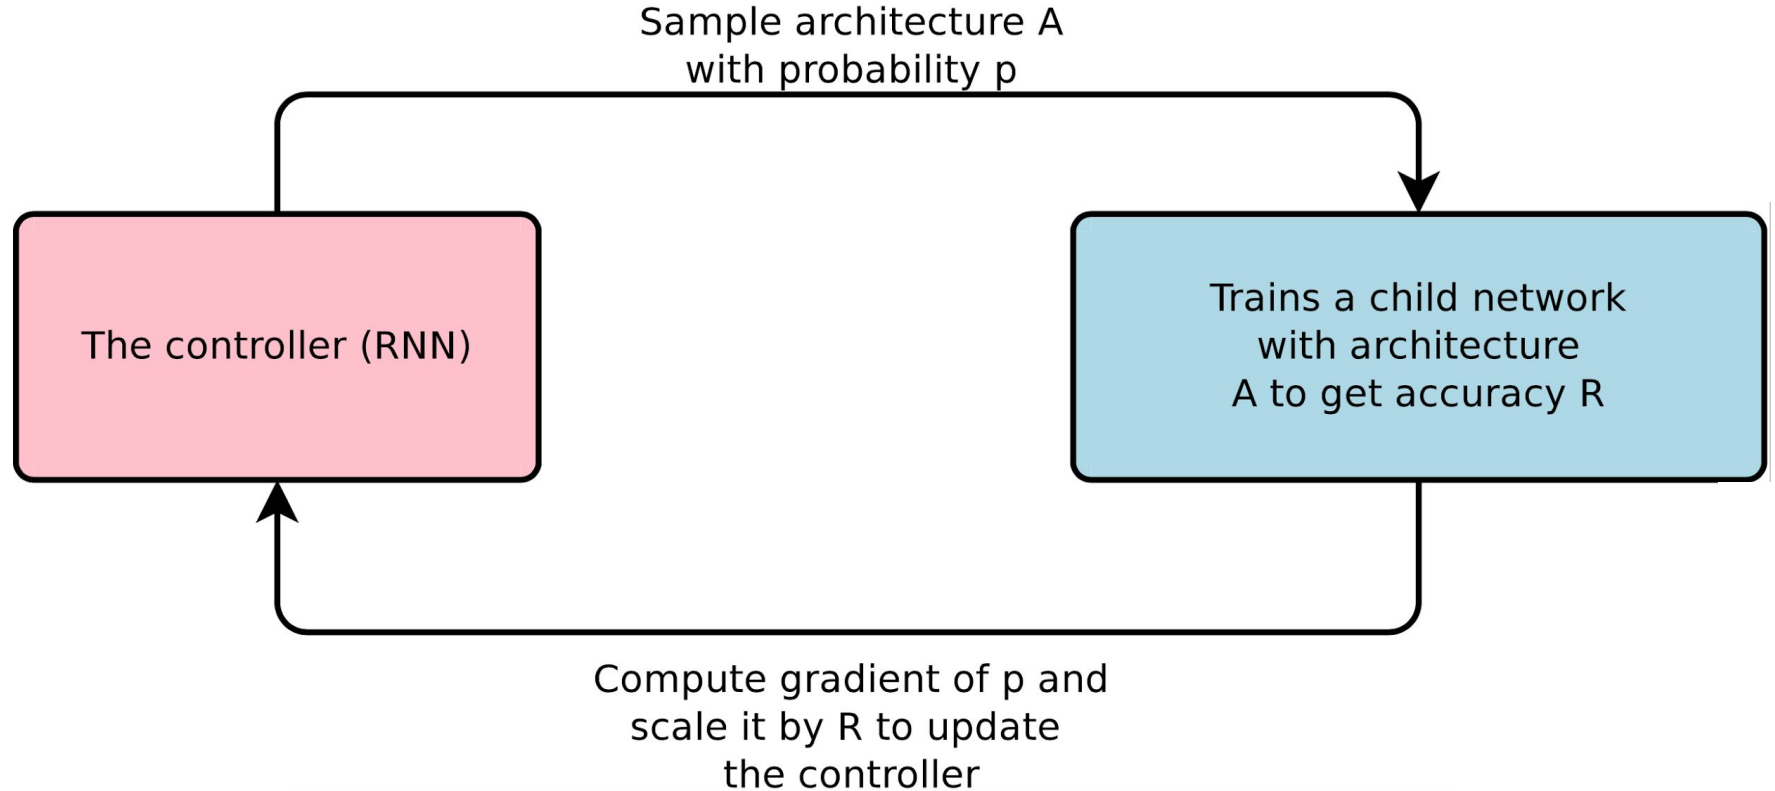 Sample architecture A
with probability p
The controller (RNN)
Trains a child network
with architecture
A to get accuracy R
Compute gradient of p and
scale it by R to update
the controller